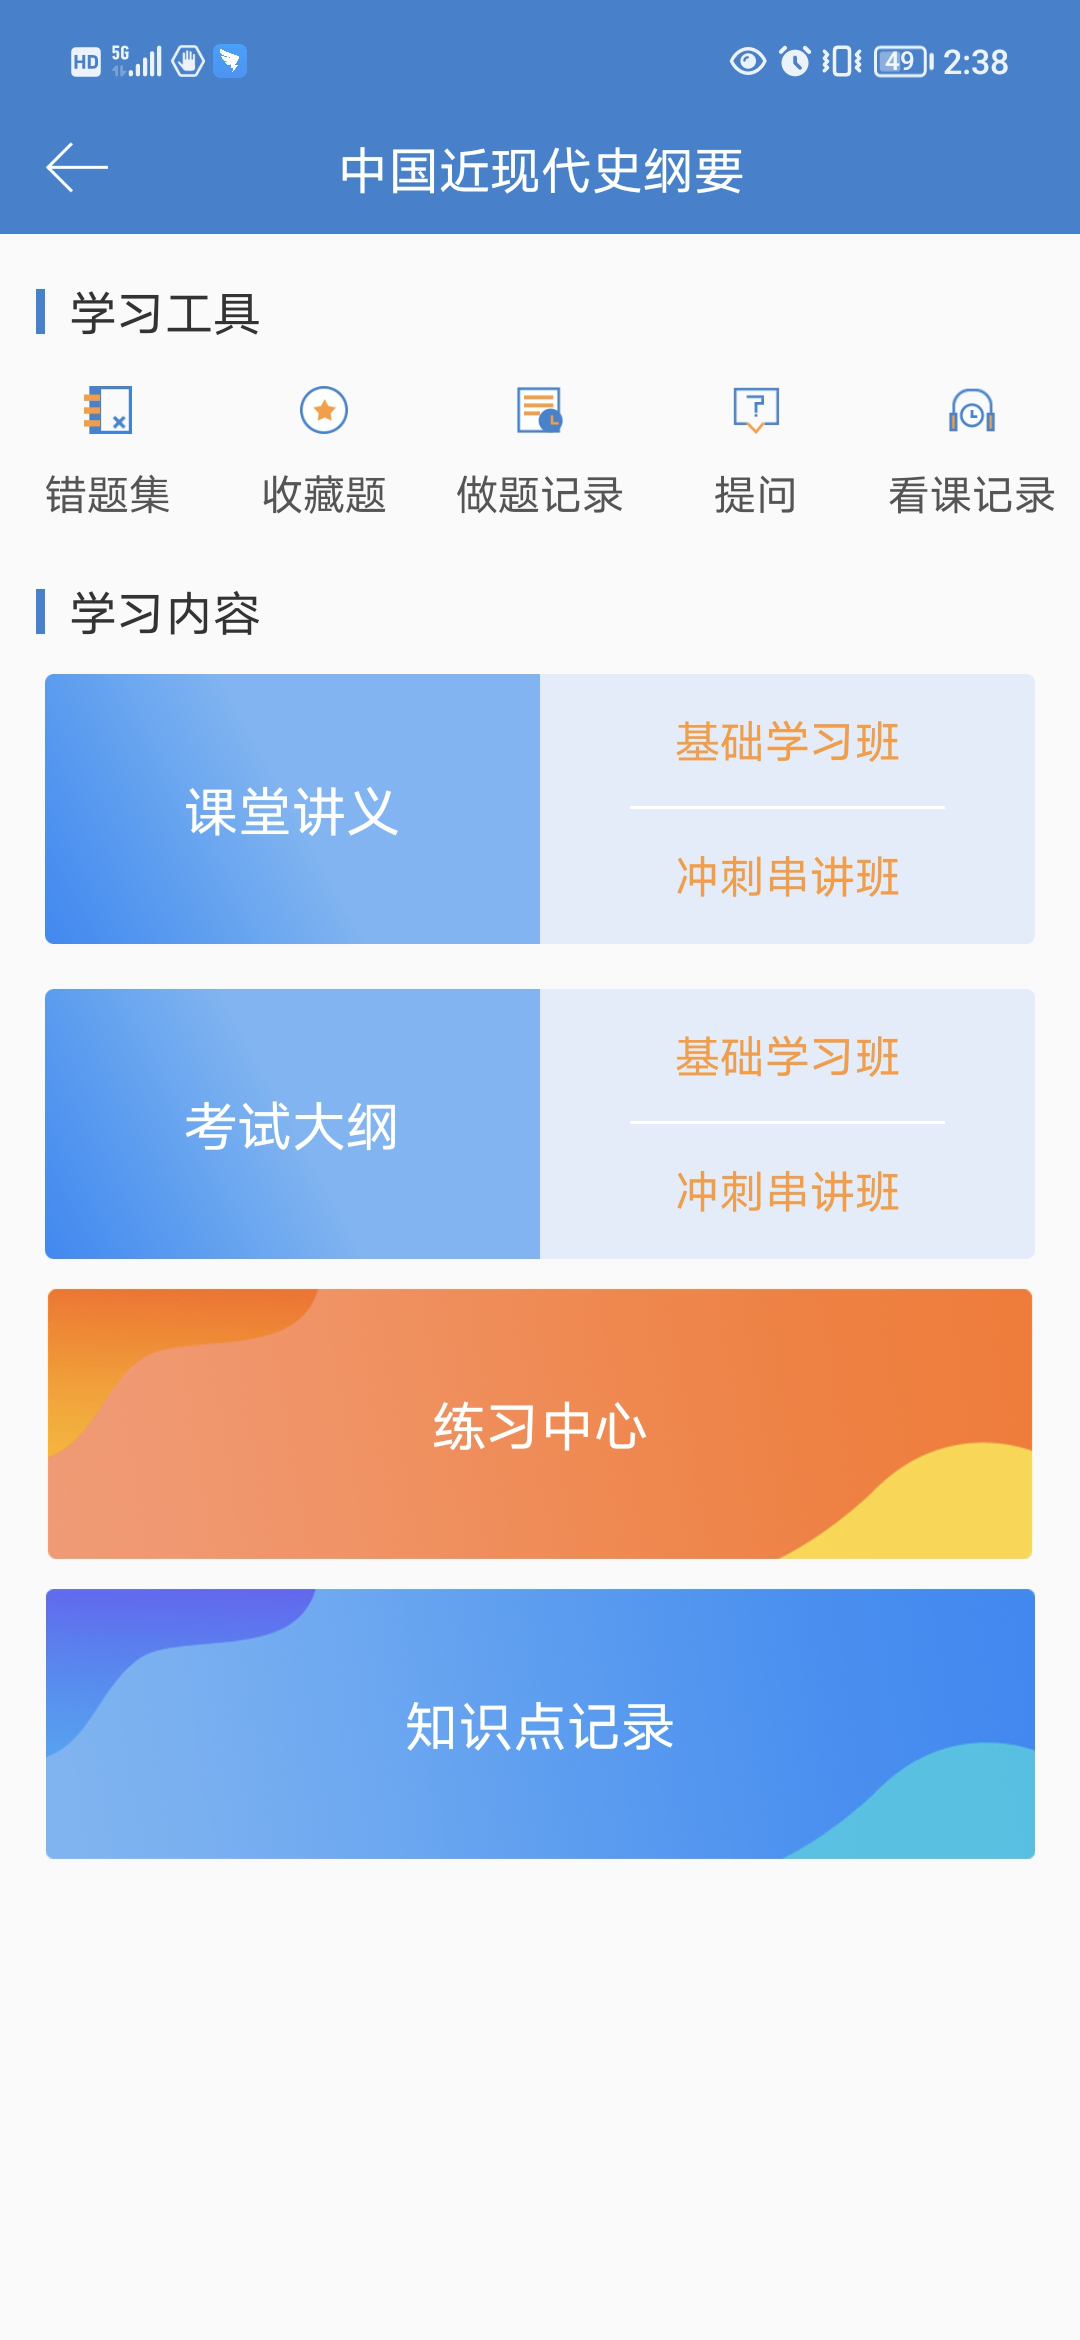 HD 5G 49 2:38
中国近现代史纲要
学习工具
错题集 收藏题 做题记录 提问 看课记录
学习内容
课堂讲义
基础学习班
冲刺串讲班
考试大纲
基础学习班
冲刺串讲班
练习中心
知识点记录